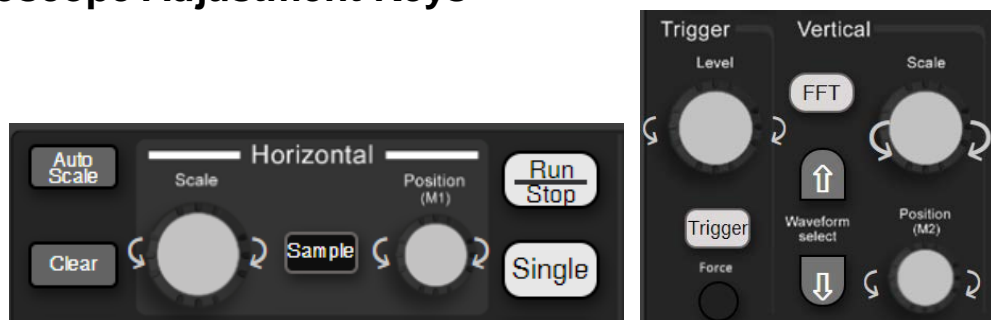 Adjustment Keys
Auto
Scale
Clear
Horizontal
Scale
Position
(M1)
Sample
Run
Stop
Single
Trigger
Level
Trigger
Force
Vertical
FFT
Scale
Waveform
select
Position
(M2)